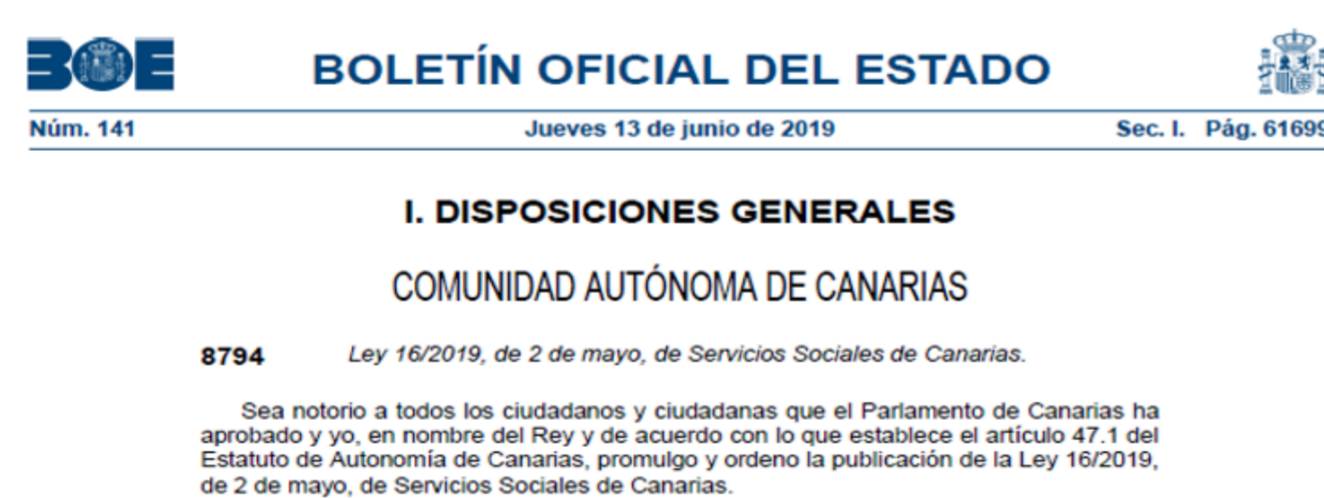 BOE
BOLETÍN OFICIAL DEL ESTADO
Núm. 141
Jueves 13 de junio de 2019
Sec. I. Pág. 61699
I. DISPOSICIONES GENERALES
COMUNIDAD AUTÓNOMA DE CANARIAS
8794
Ley 16/2019, de 2 de mayo, de Servicios Sociales de Canarias.
Sea notorio a todos los ciudadanos y ciudadanas que el Parlamento de Canarias ha
aprobado y yo, en nombre del Rey y de acuerdo con lo que establece el artículo 47.1 del
Estatuto de Autonomía de Canarias, promulgo y ordeno la publicación de la Ley 16/2019,
de 2 de mayo, de Servicios Sociales de Canarias.